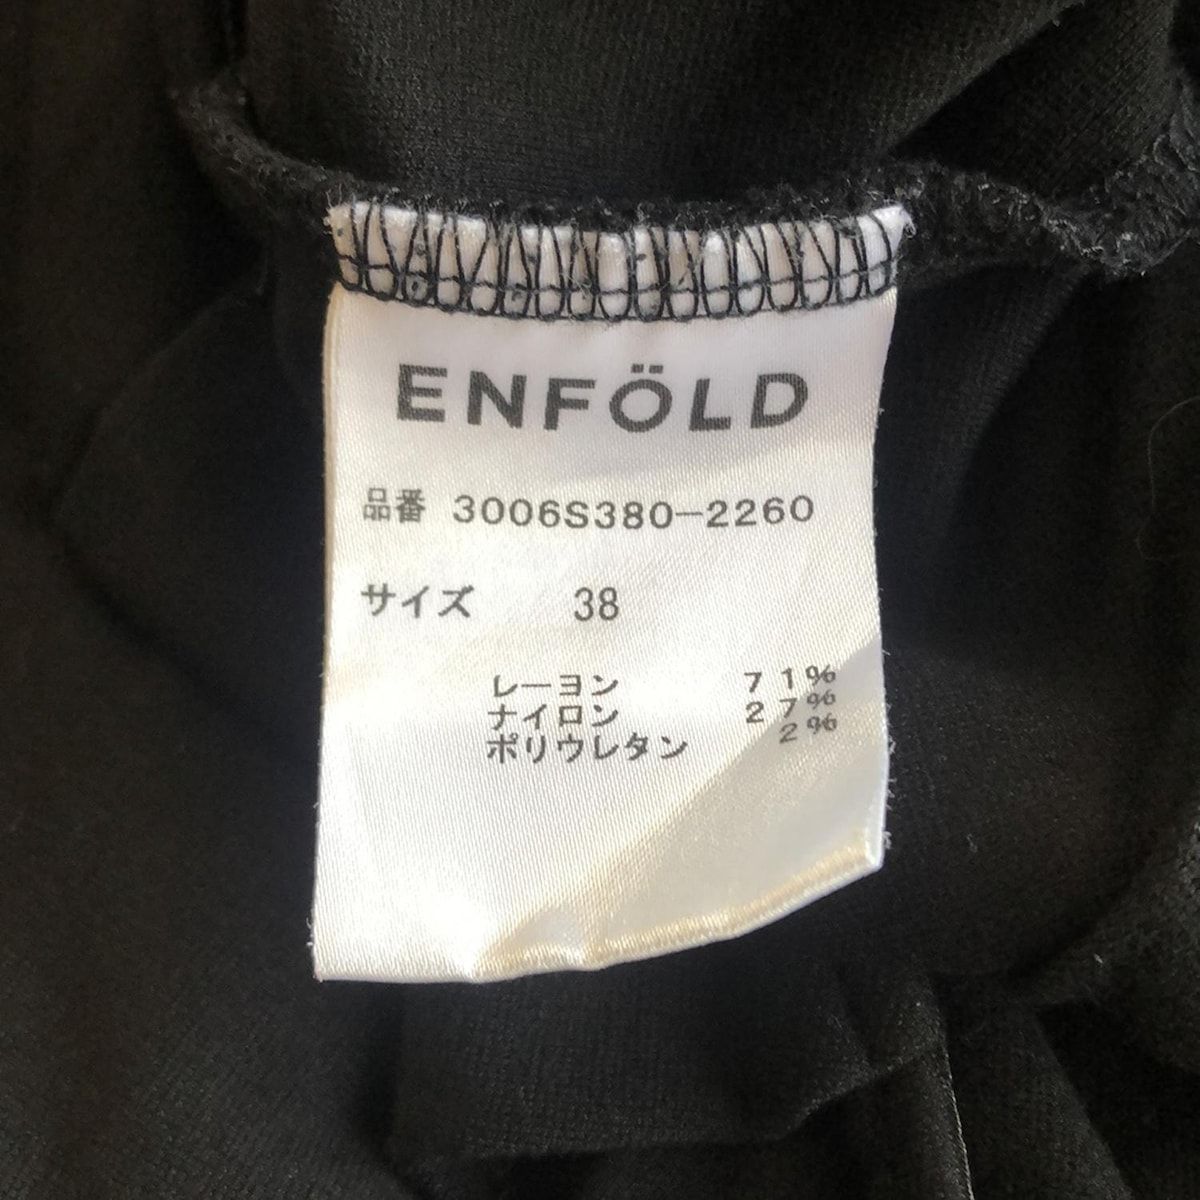 ENFÖLD
品番 3006S380-2260
サイズ 38
レーヨン 71%
ナイロン 27%
ポリウレタン 2%